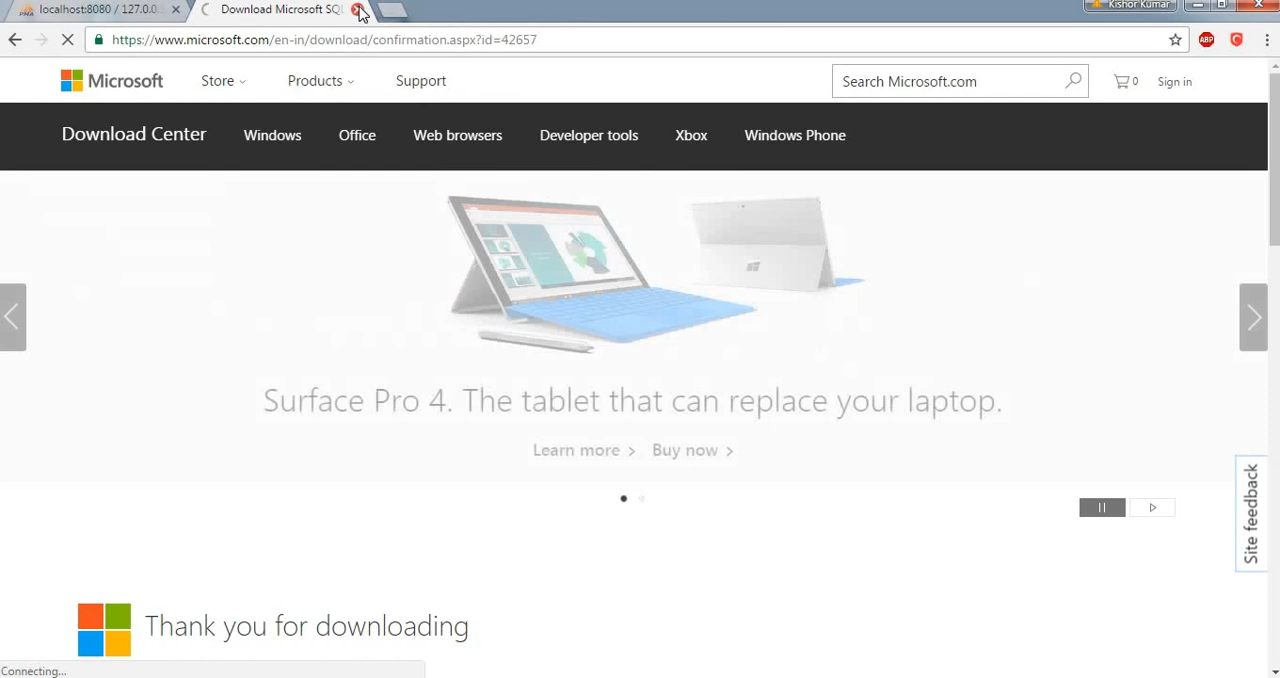 localhost:8080 / 127.0.0.
Download Microsoft SQL
Kishor Kumar
https://www.microsoft.com/en-in/download/confirmation.aspx?id=42657
ABP
Microsoft
Store
Products
Support
Search Microsoft.com
0
Sign in
Download Center
Windows
Office
Web browsers
Developer tools
Xbox
Windows Phone
Surface Pro 4. The tablet that can replace your laptop.
Learn more >
Buy now >
Site feedback
Thank you for downloading
Connecting...